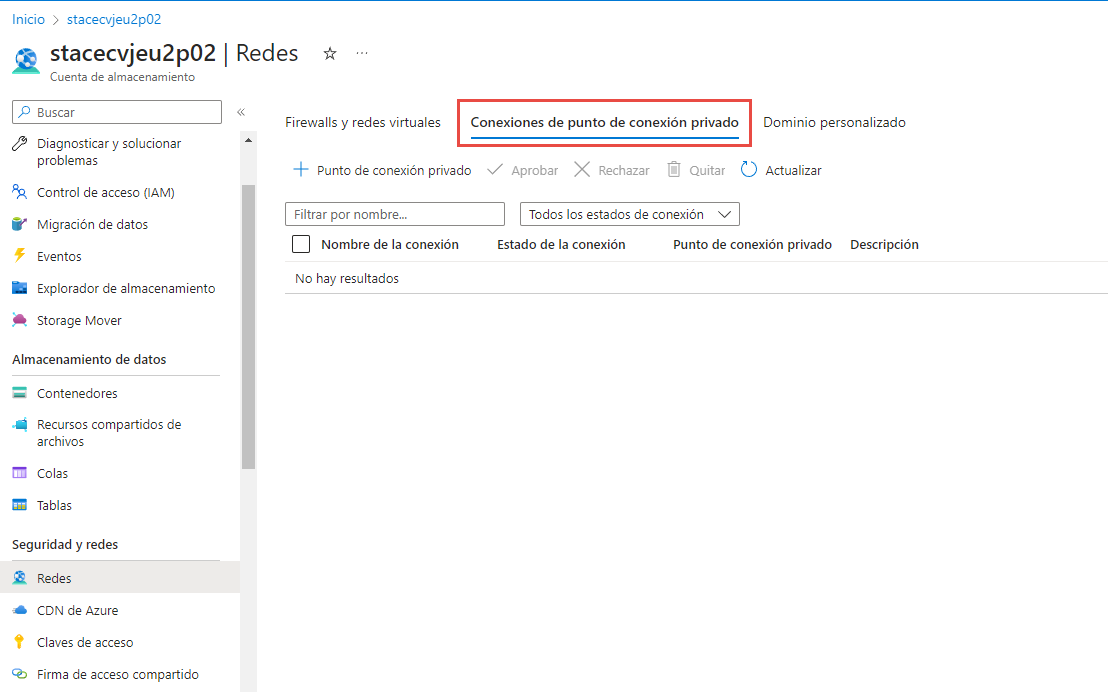 Inicio > stacecvjeu2p02
stacecvjeu2p02 | Redes
Cuenta de almacenamiento
Buscar
Diagnosticar y solucionar
problemas
Control de acceso (IAM)
Migración de datos
Eventos
Explorador de almacenamiento
Storage Mover
Almacenamiento de datos
Contenedores
Recursos compartidos de
archivos
Colas
Tablas
Seguridad y redes
Redes
CDN de Azure
Claves de acceso
Firma de acceso compartido
Firewalls y redes virtuales Conexiones de punto de conexión privado Dominio personalizado
Punto de conexión privado Aprobar Rechazar Quitar Actualizar
Filtrar por nombre... Todos los estados de conexión
Nombre de la conexión Estado de la conexión Punto de conexión privado Descripción
No hay resultados